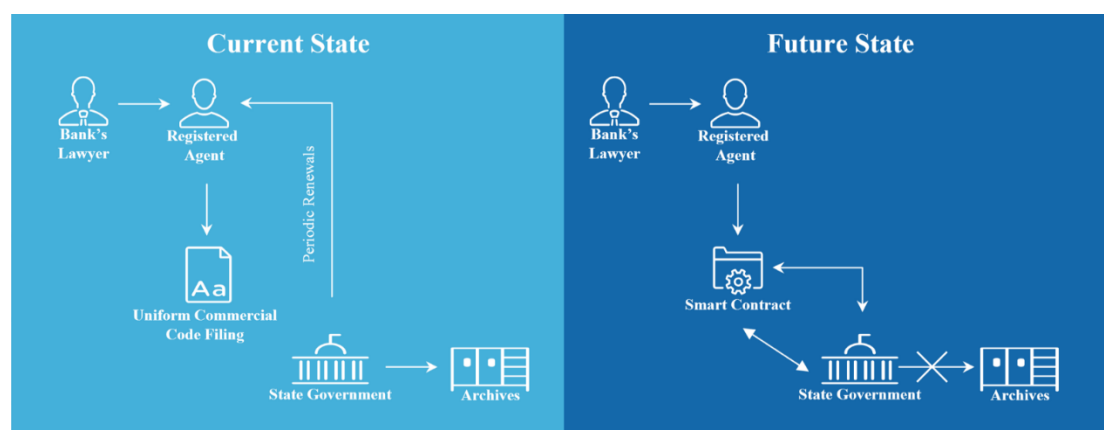 Current State
Bank's
Lawyer
Registered
Agent
Periodic Renewals
Aa
Uniform Commercial
Code Filing
State Government
Archives
Future State
Bank's
Lawyer
Registered
Agent
Smart Contract
State Government
Archives